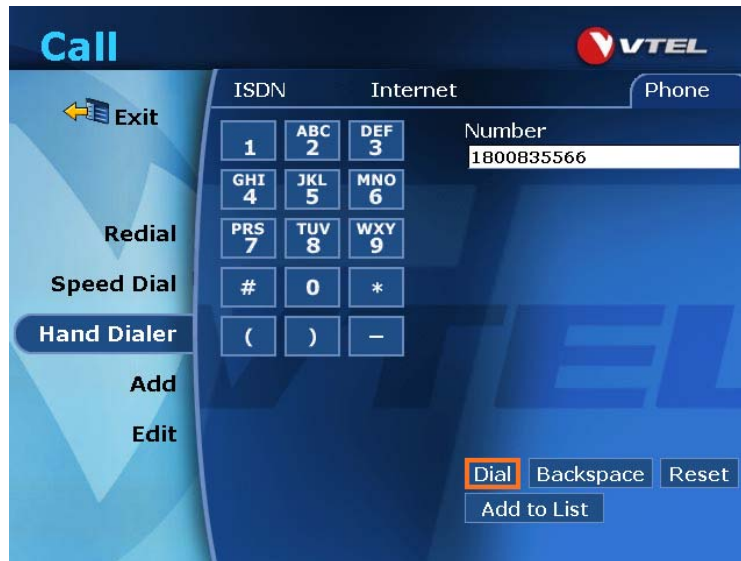 Call
VTEL
Exit
Redial
Speed Dial
Hand Dialer
Add
Edit
ISDN Internet Phone
1 ABC 2 DEF 3
GHI 4 JKL 5 MNO 6
PRS 7 TUV 8 WXY 9
# 0 *
( ) –
Number
1800835566
VTEL
Dial Backspace Reset
Add to List